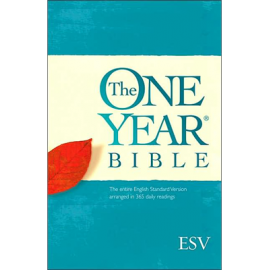 The ONE
YEAR®
BIBLE
The entire English Standard Version
arranged in 365 daily readings
ESV